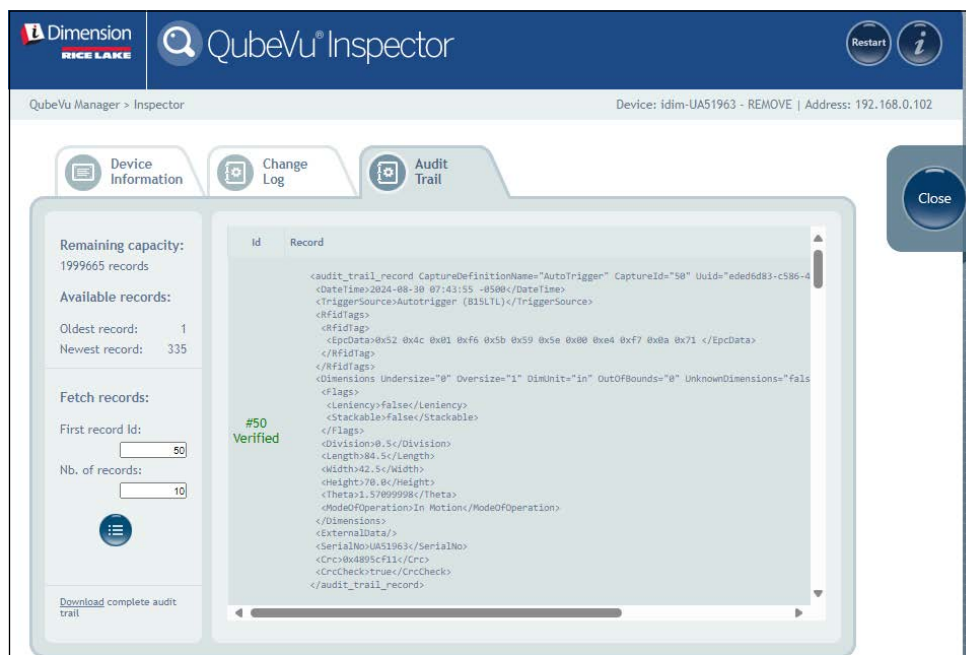 iDimension
RICE LAKE
QubeVu® Inspector
Restart
i
QubeVu Manager > Inspector
Device: idim-UA51963 - REMOVE | Address: 192.168.0.102
Device
Information
Change
Log
Audit
Trail
Close
Remaining capacity:
1999665 records
Available records:
Oldest record: 1
Newest record: 335
Fetch records:
First record Id:
50
Nb. of records:
10
Download complete audit
trail
Id Record
#50
Verified
<audit_trail_record CaptureDefinitionName="AutoTrigger" CaptureId="50" Uuid="eded6d83-c586-4
<DateTime>2024-08-30 07:43:55 -0500</DateTime>
<TriggerSource>Autotrigger (B15LTL)</TriggerSource>
<RfidTags>
<RfidTag>
<EpcData>0x52 0x4c 0x01 0xf6 0x5b 0x59 0x5e 0x00 0xe4 0xf7 0x0a 0x71 </EpcData>
</RfidTag>
</RfidTags>
<Dimensions Undersize="0" Oversize="1" DimUnit="in" OutOfBounds="0" UnknownDimensions="fals
<Flags>
<Leniency>false</Leniency>
<Stackable>false</Stackable>
</Flags>
<Division>0.5</Division>
<Length>84.5</Length>
<Width>42.5</Width>
<Height>70.0</Height>
<Theta>1.57099998</Theta>
<ModeOfOperation>In Motion</ModeOfOperation>
</Dimensions>
<ExternalData/>
<SerialNo>UA51963</SerialNo>
<Crc>0x4895cf11</Crc>
<CrcCheck>true</CrcCheck>
</audit_trail_record>